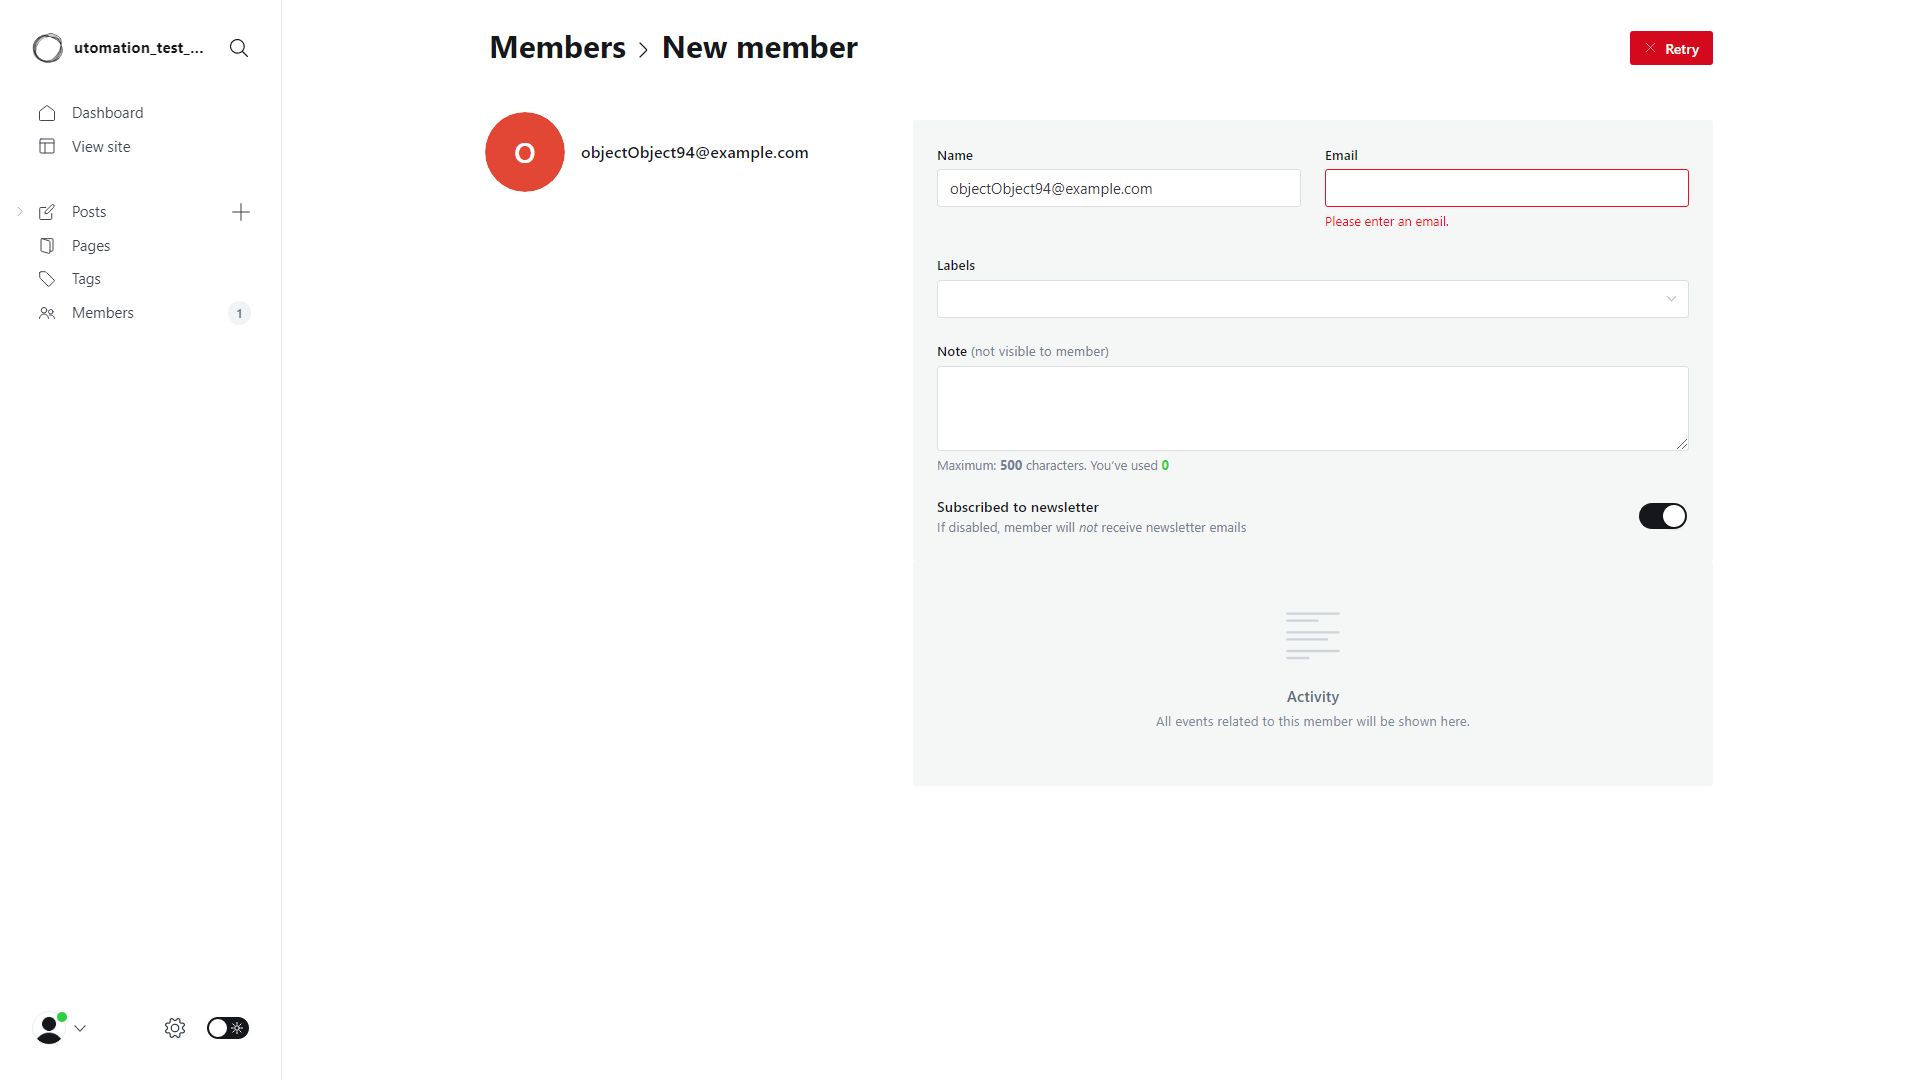 utomation_test_...
Dashboard
View site
Posts
Pages
Tags
Members
1
Members > New member
Retry
O
objectObject94@example.com
Name
objectObject94@example.com
Email
Please enter an email.
Labels
Note (not visible to member)
Maximum: 500 characters. You've used 0
Subscribed to newsletter
If disabled, member will not receive newsletter emails
Activity
All events related to this member will be shown here.